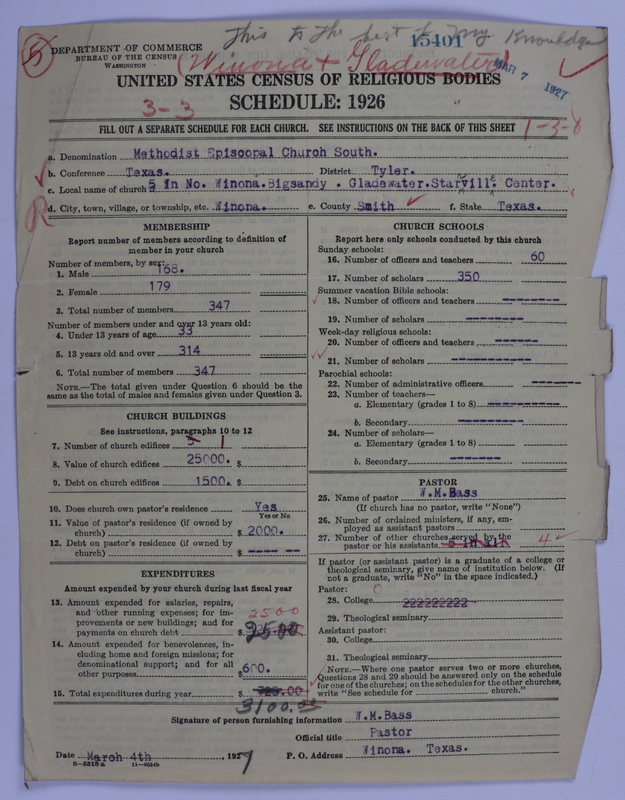 This to the best of my Knowledge
5
DEPARTMENT OF COMMERCE
15401
BUREAU OF THE CENSUS
WASHINGTON
(Winona + Gladewater)
MAR 7 1927
UNITED STATES CENSUS OF RELIGIOUS BODIES
SCHEDULE: 1926
3-3
FILL OUT A SEPARATE SCHEDULE FOR EACH CHURCH. SEE INSTRUCTIONS ON THE BACK OF THIS SHEET
1-3-8
a. Denomination Methodist Episcopal Church South.
b. Conference Texas. District Tyler.
c. Local name of church 5 in No. Winona.Bigsandy . Gladewater.Starville. Center.
R
d. City, town, village, or township, etc. Winona. e. County Smith f. State Texas.
MEMBERSHIP
Report number of members according to definition of
member in your church
Number of members, by sex:
1. Male 168.
2. Female 179
3. Total number of members 347
Number of members under and over 13 years old:
4. Under 13 years of age 33
5. 13 years old and over 314
6. Total number of members 347
NOTE.—The total given under Question 6 should be
same as the total of males and females given under Question 3.
CHURCH BUILDINGS
See instructions, paragraphs 10 to 12
7. Number of church edifices 5 1
8. Value of church edifices 25000. $
9. Debt on church edifices 1500. $
10. Does church own pastor's residence Yes
Yes or No
11. Value of pastor's residence (if owned by
church) $ 2000.
12. Debt on pastor's residence (if owned by
church) $ ----- --
EXPENDITURES
Amount expended by your church during last fiscal year
13. Amount expended for salaries, repairs,
and other running expenses; for im-
provements or new buildings; and for
payments on church debt $
2500
2500
14. Amount expended for benevolences, in-
cluding home and foreign missions; for
denominational support; and for all
other purposes $ 600.
15. Total expenditures during year $ 725.00
3100.00
CHURCH SCHOOLS
Report here only schools conducted by this church
Sunday schools:
16. Number of officers and teachers 60
17. Number of scholars 350
Summer vacation Bible schools:
18. Number of officers and teachers --------
19. Number of scholars --------
Week-day religious schools:
20. Number of officers and teachers ------
21. Number of scholars -----------
Parochial schools:
22. Number of administrative officers -------
23. Number of teachers—
a. Elementary (grades 1 to 8) -----------
b. Secondary ---------
24. Number of scholars—
a. Elementary (grades 1 to 8)
b. Secondary -------
PASTOR
25. Name of pastor W.M.Bass
(If church has no pastor, write "None")
26. Number of ordained ministers, if any, em-
ployed as assistant pastors
27. Number of other churches served by the
pastor or his assistants 5 in all 4
If pastor (or assistant pastor) is a graduate of a college or
theological seminary, give name of institution below. (If
not a graduate, write "No" in the space indicated.)
Pastor: 0
28. College 222222222
29. Theological seminary
Assistant pastor:
30. College
31. Theological seminary
NOTE.—Where one pastor serves two or more churches,
Questions 28 and 29 should be answered only on the schedule
for one of the churches; on the schedules for the other churches,
write "See schedule for church."
Signature of person furnishing information W.M.Bass
Official title Pastor
Date March 4th, 1927 P. O. Address Winona. Texas.
8-5518 a 11-9534b